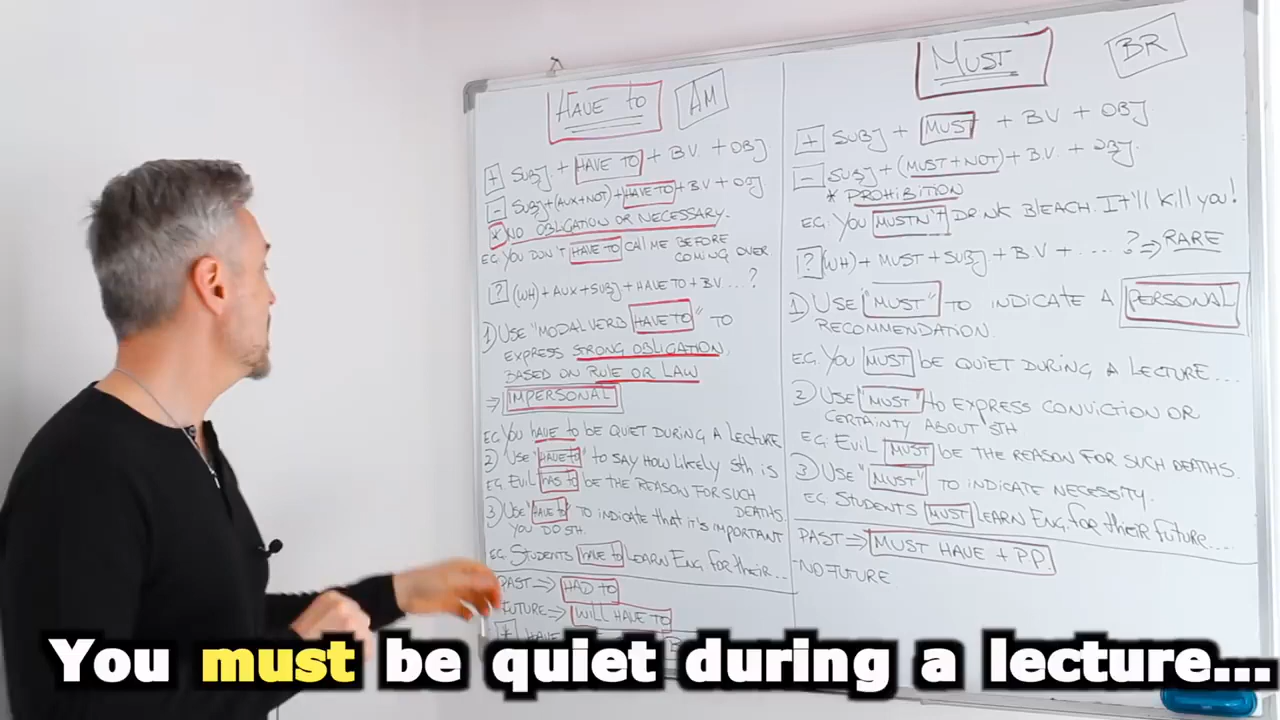 HAVE TO
AM
+ SUBJ + HAVE TO + B.V. + OBJ
- SUBJ+(AUX+NOT)+HAVE TO+BV+OBJ
* NO OBLIGATION OR NECESSARY.
EG. YOU DON'T HAVE TO CALL ME BEFORE
COMING OVER
? (WH)+AUX+SUBJ+HAVE TO+BV...?
1) USE "MODAL VERB HAVE TO" TO
EXPRESS STRONG OBLIGATION,
BASED ON RULE OR LAW
⇒ IMPERSONAL
EG. YOU HAVE TO BE QUIET DURING A LECTURE
2) USE "HAVE TO" TO SAY HOW LIKELY STH IS
EG. EVIL HAS TO BE THE REASON FOR SUCH
DEATHS.
3) USE "HAVE TO" TO INDICATE THAT IT'S IMPORTANT
YOU DO STH.
EG. STUDENTS HAVE TO LEARN ENG FOR THEIR...
PAST ⇒ HAD TO
FUTURE ⇒ WILL HAVE TO
+ HAVE
MUST
BR
+ SUBJ + MUST + BV + OBJ
- SUBJ + (MUST+NOT) + B.V. + OBJ.
* PROHIBITION
EG. YOU MUSTN'T DRINK BLEACH. IT'll KILL YOU!
? (WH) + MUST + SUBJ + BV + ....? ⇒ RARE
1) USE "MUST" TO INDICATE A PERSONAL
RECOMMENDATION.
EG. YOU MUST BE QUIET DURING A LECTURE...
2) USE "MUST" TO EXPRESS CONVICTION OR
CERTAINTY ABOUT STH
EG. EVIL MUST BE THE REASON FOR SUCH DEATHS.
3) USE "MUST" TO INDICATE NECESSITY.
EG. STUDENTS MUST LEARN ENG. FOR THEIR FUTURE....
PAST ⇒ MUST HAVE + P.P.
-NO FUTURE
You must be quiet during a lecture...